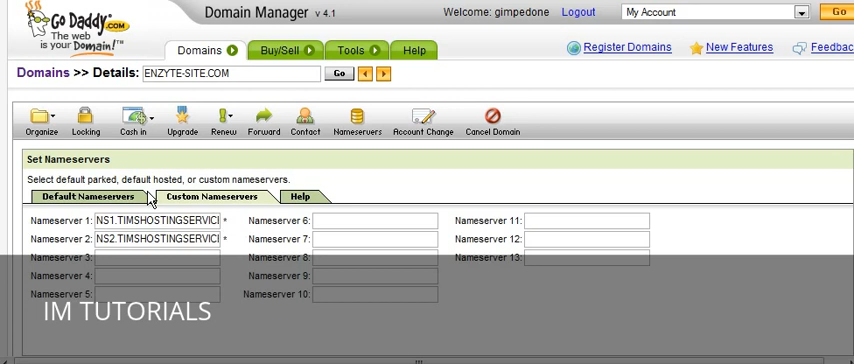 Go Daddy.COM
The web
is your Domain!™
Domain Manager v 4.1
Welcome: gimpedone
Logout
My Account
Go
Domains
Buy/Sell
Tools
Help
Register Domains
New Features
Feedbac
Domains >> Details: ENZYTE-SITE.COM Go
Organize
Locking
Cash in
Upgrade
Renew
Forward
Contact
Nameservers
Account Change
Cancel Domain
Set Nameservers
Select default parked, default hosted, or custom nameservers.
Default Nameservers
Custom Nameservers
Help
Nameserver 1: NS1.TIMSHOSTINGSERVICI * Nameserver 6: Nameserver 11:
Nameserver 2: NS2.TIMSHOSTINGSERVICI * Nameserver 7: Nameserver 12:
Nameserver 3: Nameserver 8: Nameserver 13:
Nameserver 4: Nameserver 9:
Nameserver 5: Nameserver 10:
IM TUTORIALS